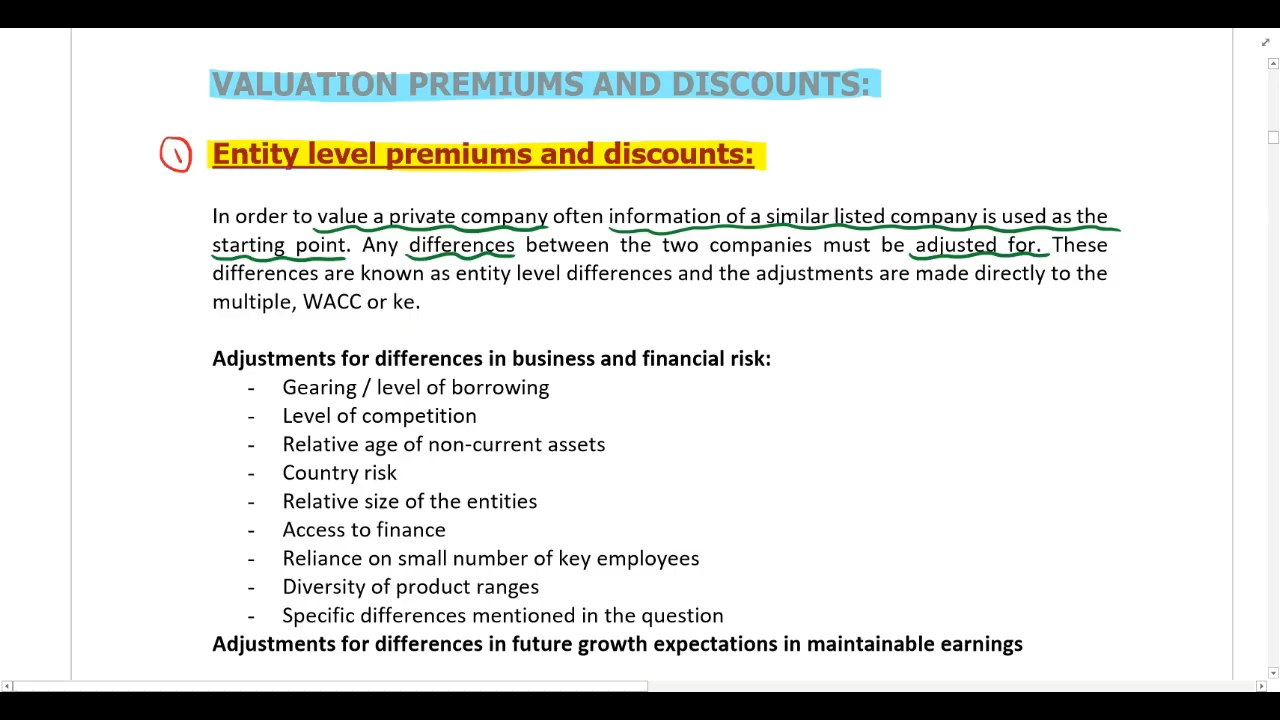 VALUATION PREMIUMS AND DISCOUNTS:
Entity level premiums and discounts:
In order to value a private company often information of a similar listed company is used as the
starting point. Any differences between the two companies must be adjusted for. These
differences are known as entity level differences and the adjustments are made directly to the
multiple, WACC or ke.
Adjustments for differences in business and financial risk:
- Gearing / level of borrowing
- Level of competition
- Relative age of non-current assets
- Country risk
- Relative size of the entities
- Access to finance
- Reliance on small number of key employees
- Diversity of product ranges
- Specific differences mentioned in the question
Adjustments for differences in future growth expectations in maintainable earnings